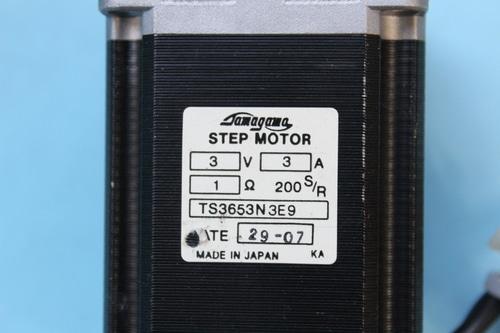 Tamagawa
STEP MOTOR
3 V 3 A
1 Ω 200 S/R
TS3653N3E9
ATE 29-07
MADE IN JAPAN KA